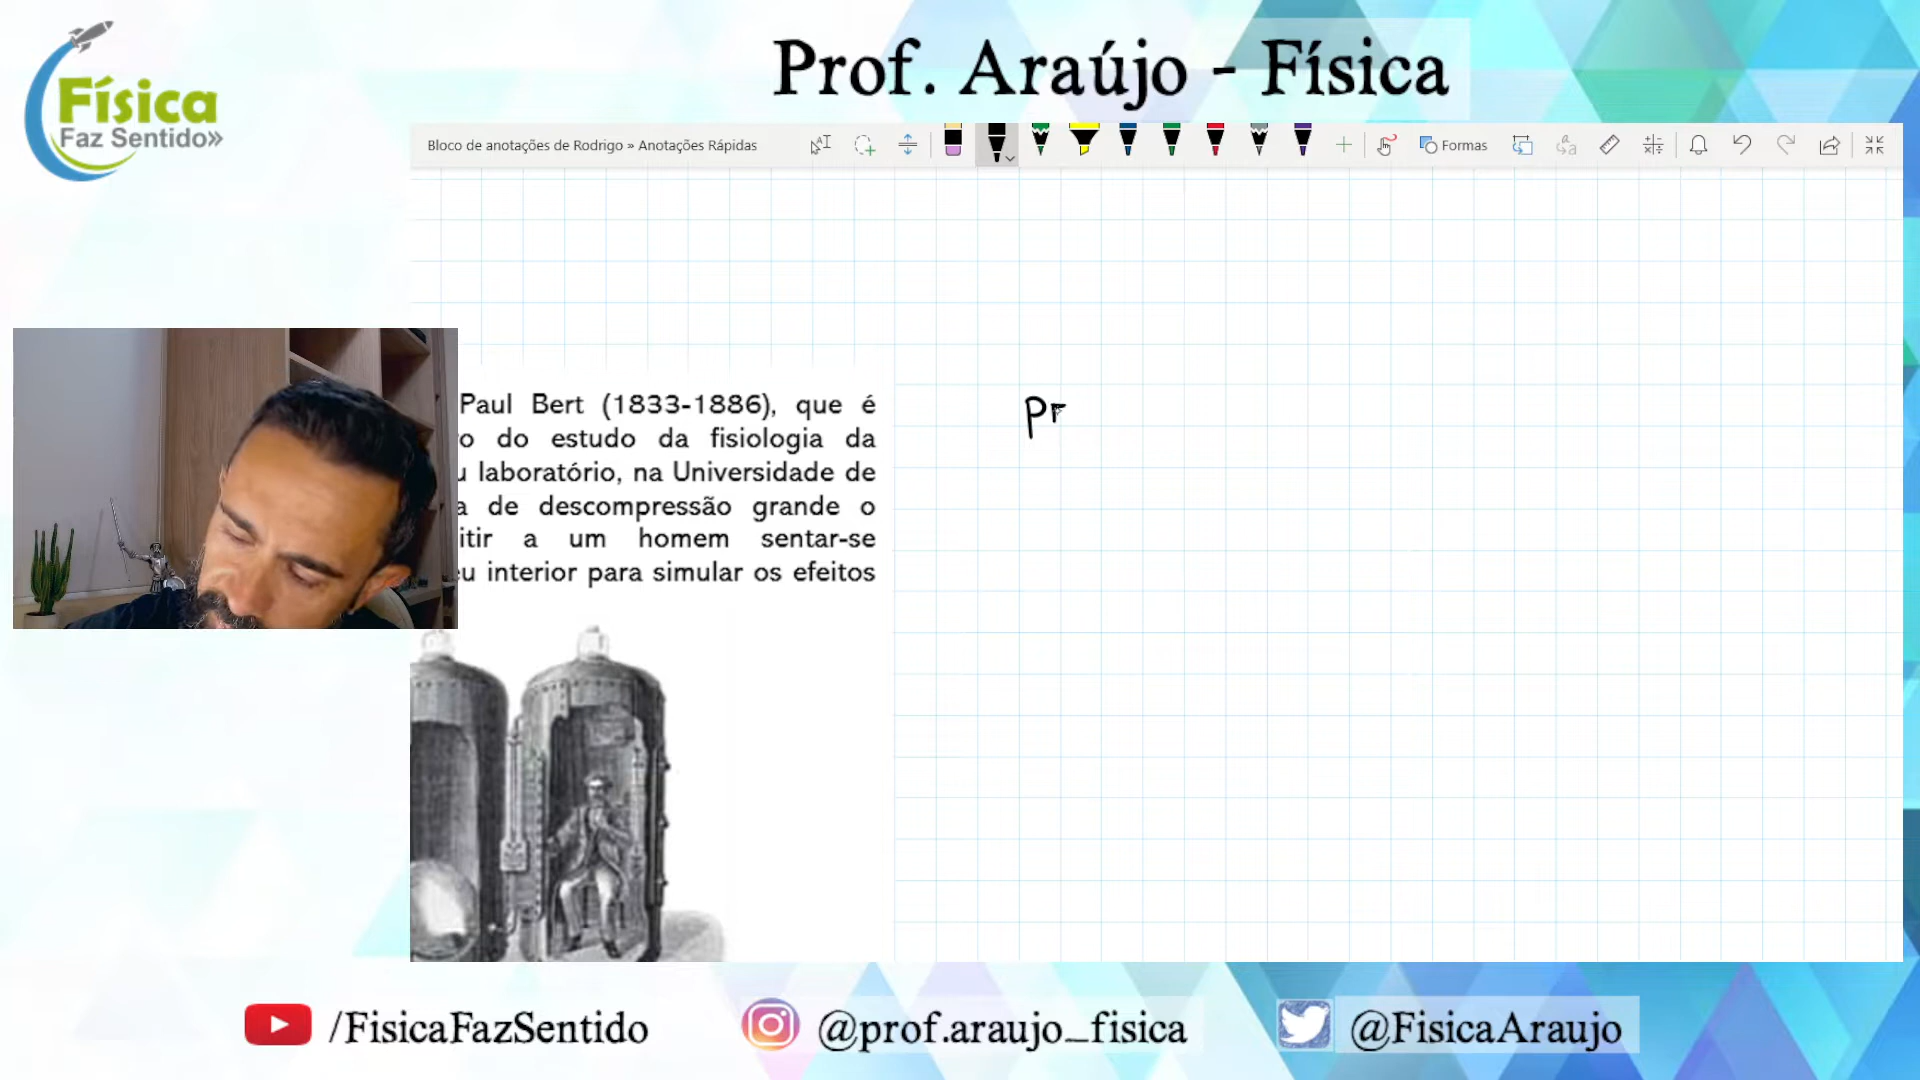 Prof. Araújo - Física
Física
Faz Sentido»
Bloco de anotações de Rodrigo » Anotações Rápidas
Formas
Paul Bert (1833-1886), que é
o do estudo da fisiologia da
u laboratório, na Universidade de
a de descompressão grande o
itir a um homem sentar-se
eu interior para simular os efeitos
Pr
/FisicaFazSentido
@prof.araujo_fisica
@FisicaAraujo